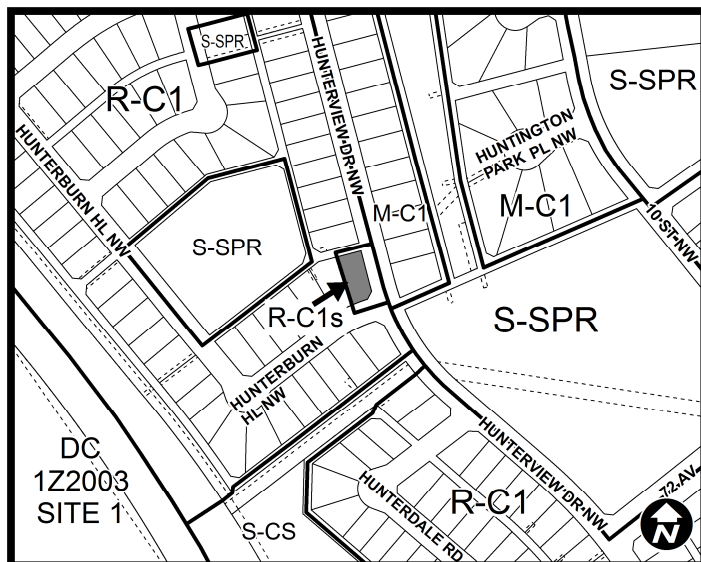 S-SPR
S-SPR
R-C1
HUNTERVIEW DR NW
HUNTINGTON
PARK PL NW
HUNTERBURN HL NW
M-C1
M-C1
10 ST NW
S-SPR
R-C1s
S-SPR
HUNTERBURN
HL NW
DC
1Z2003
SITE 1
HUNTERVIEW DR NW
72 AV
R-C1
HUNTERDALE RD
S-CS
N